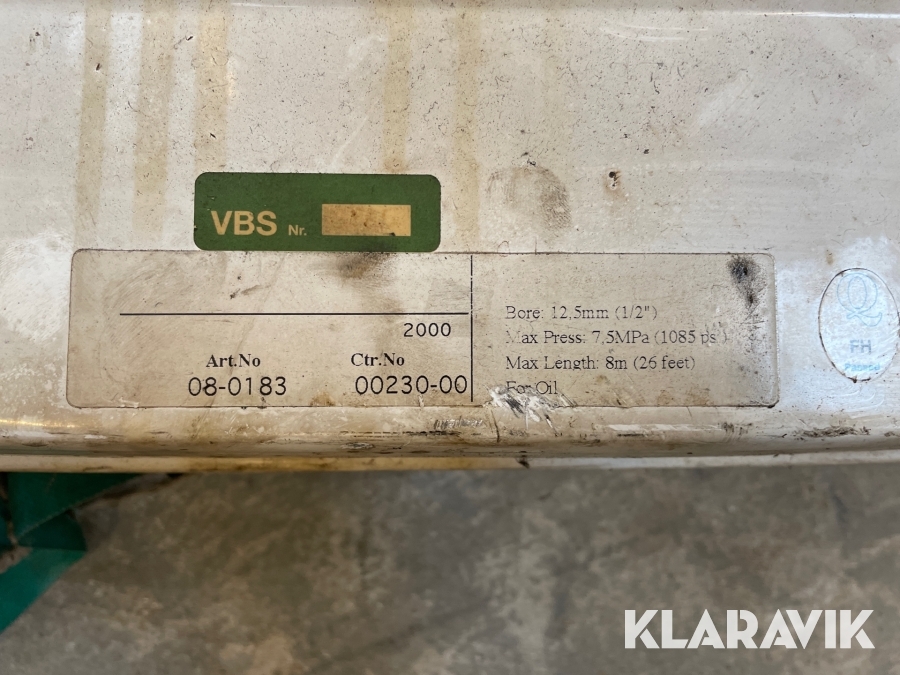 VBS Nr.
2000
Art.No Ctr.No
08-0183 00230-00
Bore: 12,5mm (1/2")
Max Press: 7,5MPa (1085 ps
Max Length: 8m (26 feet)
For Oil
Q
FH
KLARAVIK